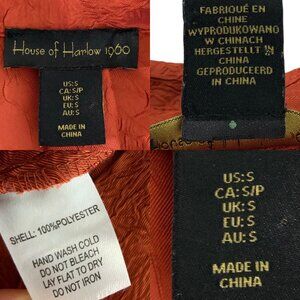 House of Harlow 1960
US:S
CA:S/P
UK:S
EU:S
AU:S
MADE IN
CHINA
FABRIQUÉ EN
CHINE
WYPRODUKOWANO
W CHINACH
HERGESTELLT IN
CHINA
GEPRODUCEERD
IN CHINA
SHELL: 100%POLYESTER
HAND WASH COLD
DO NOT BLEACH
LAY FLAT TO DRY
DO NOT IRON
US:S
CA:S/P
UK:S
EU:S
AU:S
MADE IN
CHINA